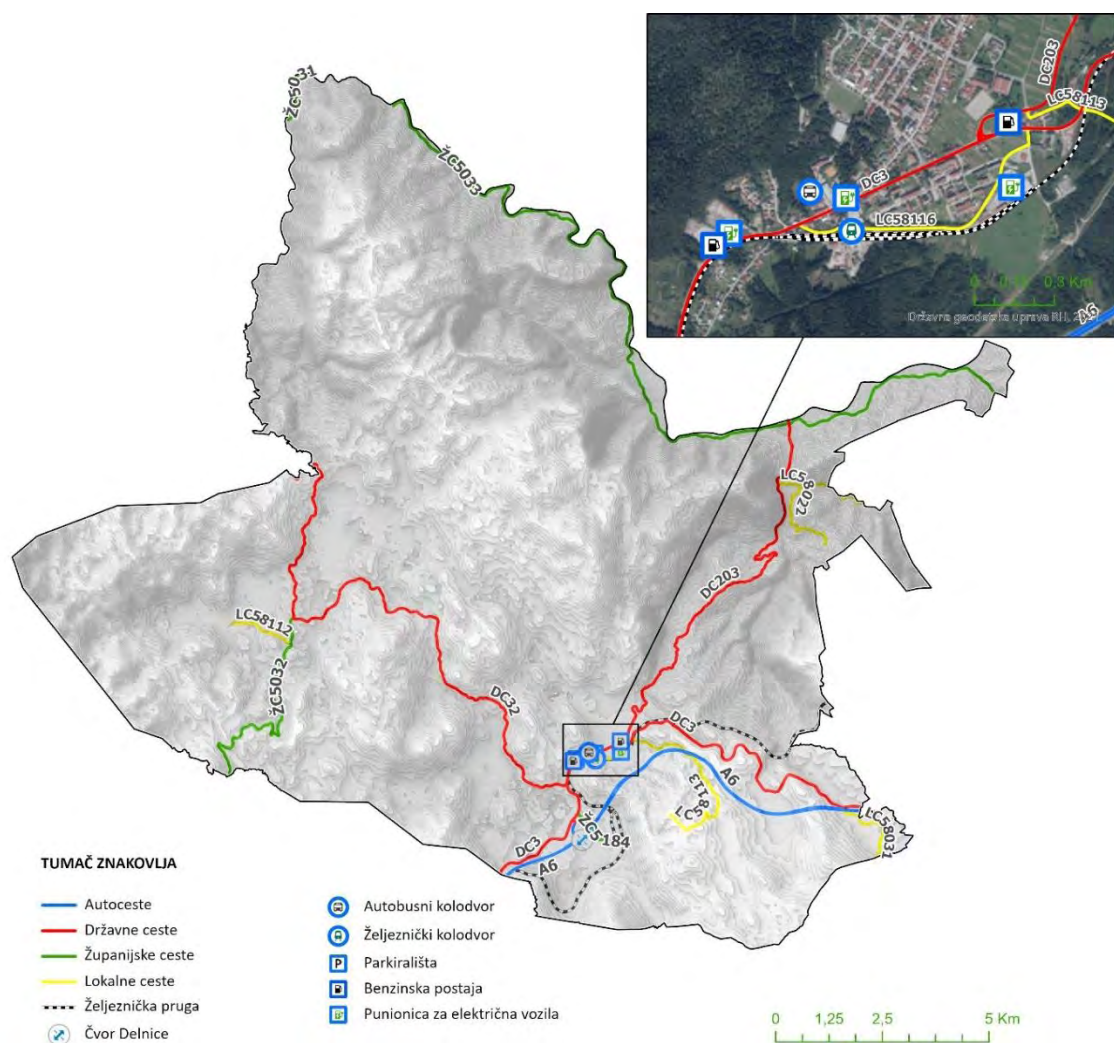 ŽC5031
ŽC5033
DC203
LC58113
DC3
LC58116
0 0,3 Km
Državna geodetska uprava RH,
A6
LC58022
DC203
LC58112
ŽC5032
DC32
DC3
A6
LC58113
LC58031
ŽC5184
DC3
A6
TUMAČ ZNAKOVLJA
Autoceste
Državne ceste
Županijske ceste
Lokalne ceste
Željeznička pruga
Čvor Delnice
Autobusni kolodvor
Željeznički kolodvor
P Parkirališta
Benzinska postaja
Punionica za električna vozila
0 1,25 2,5 5 Km